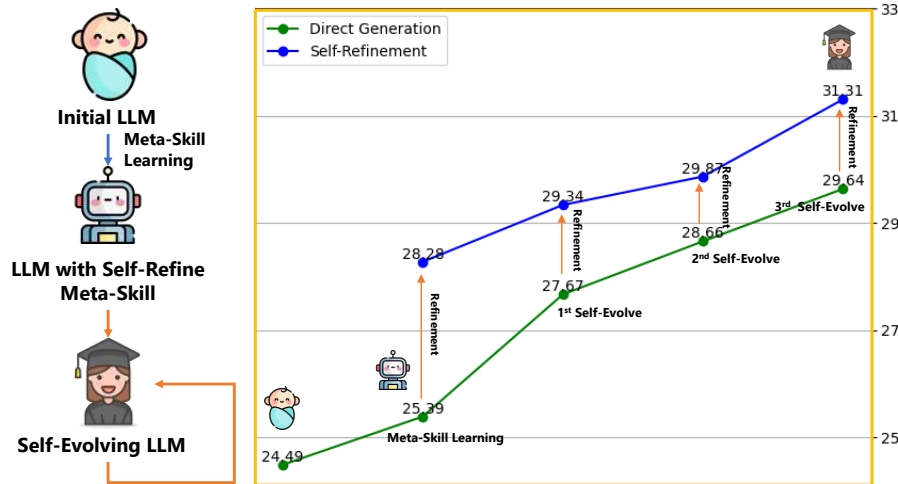 Initial LLM
Meta-Skill
Learning
LLM with Self-Refine
Meta-Skill
Self-Evolving LLM
Direct Generation
Self-Refinement
33
31
29
27
25
24.49
25.39
Meta-Skill Learning
28.28
Refinement
27.67
1st Self-Evolve
29.34
Refinement
28.66
2nd Self-Evolve
29.87
Refinement
29.64
3rd Self-Evolve
31.31
Refinement